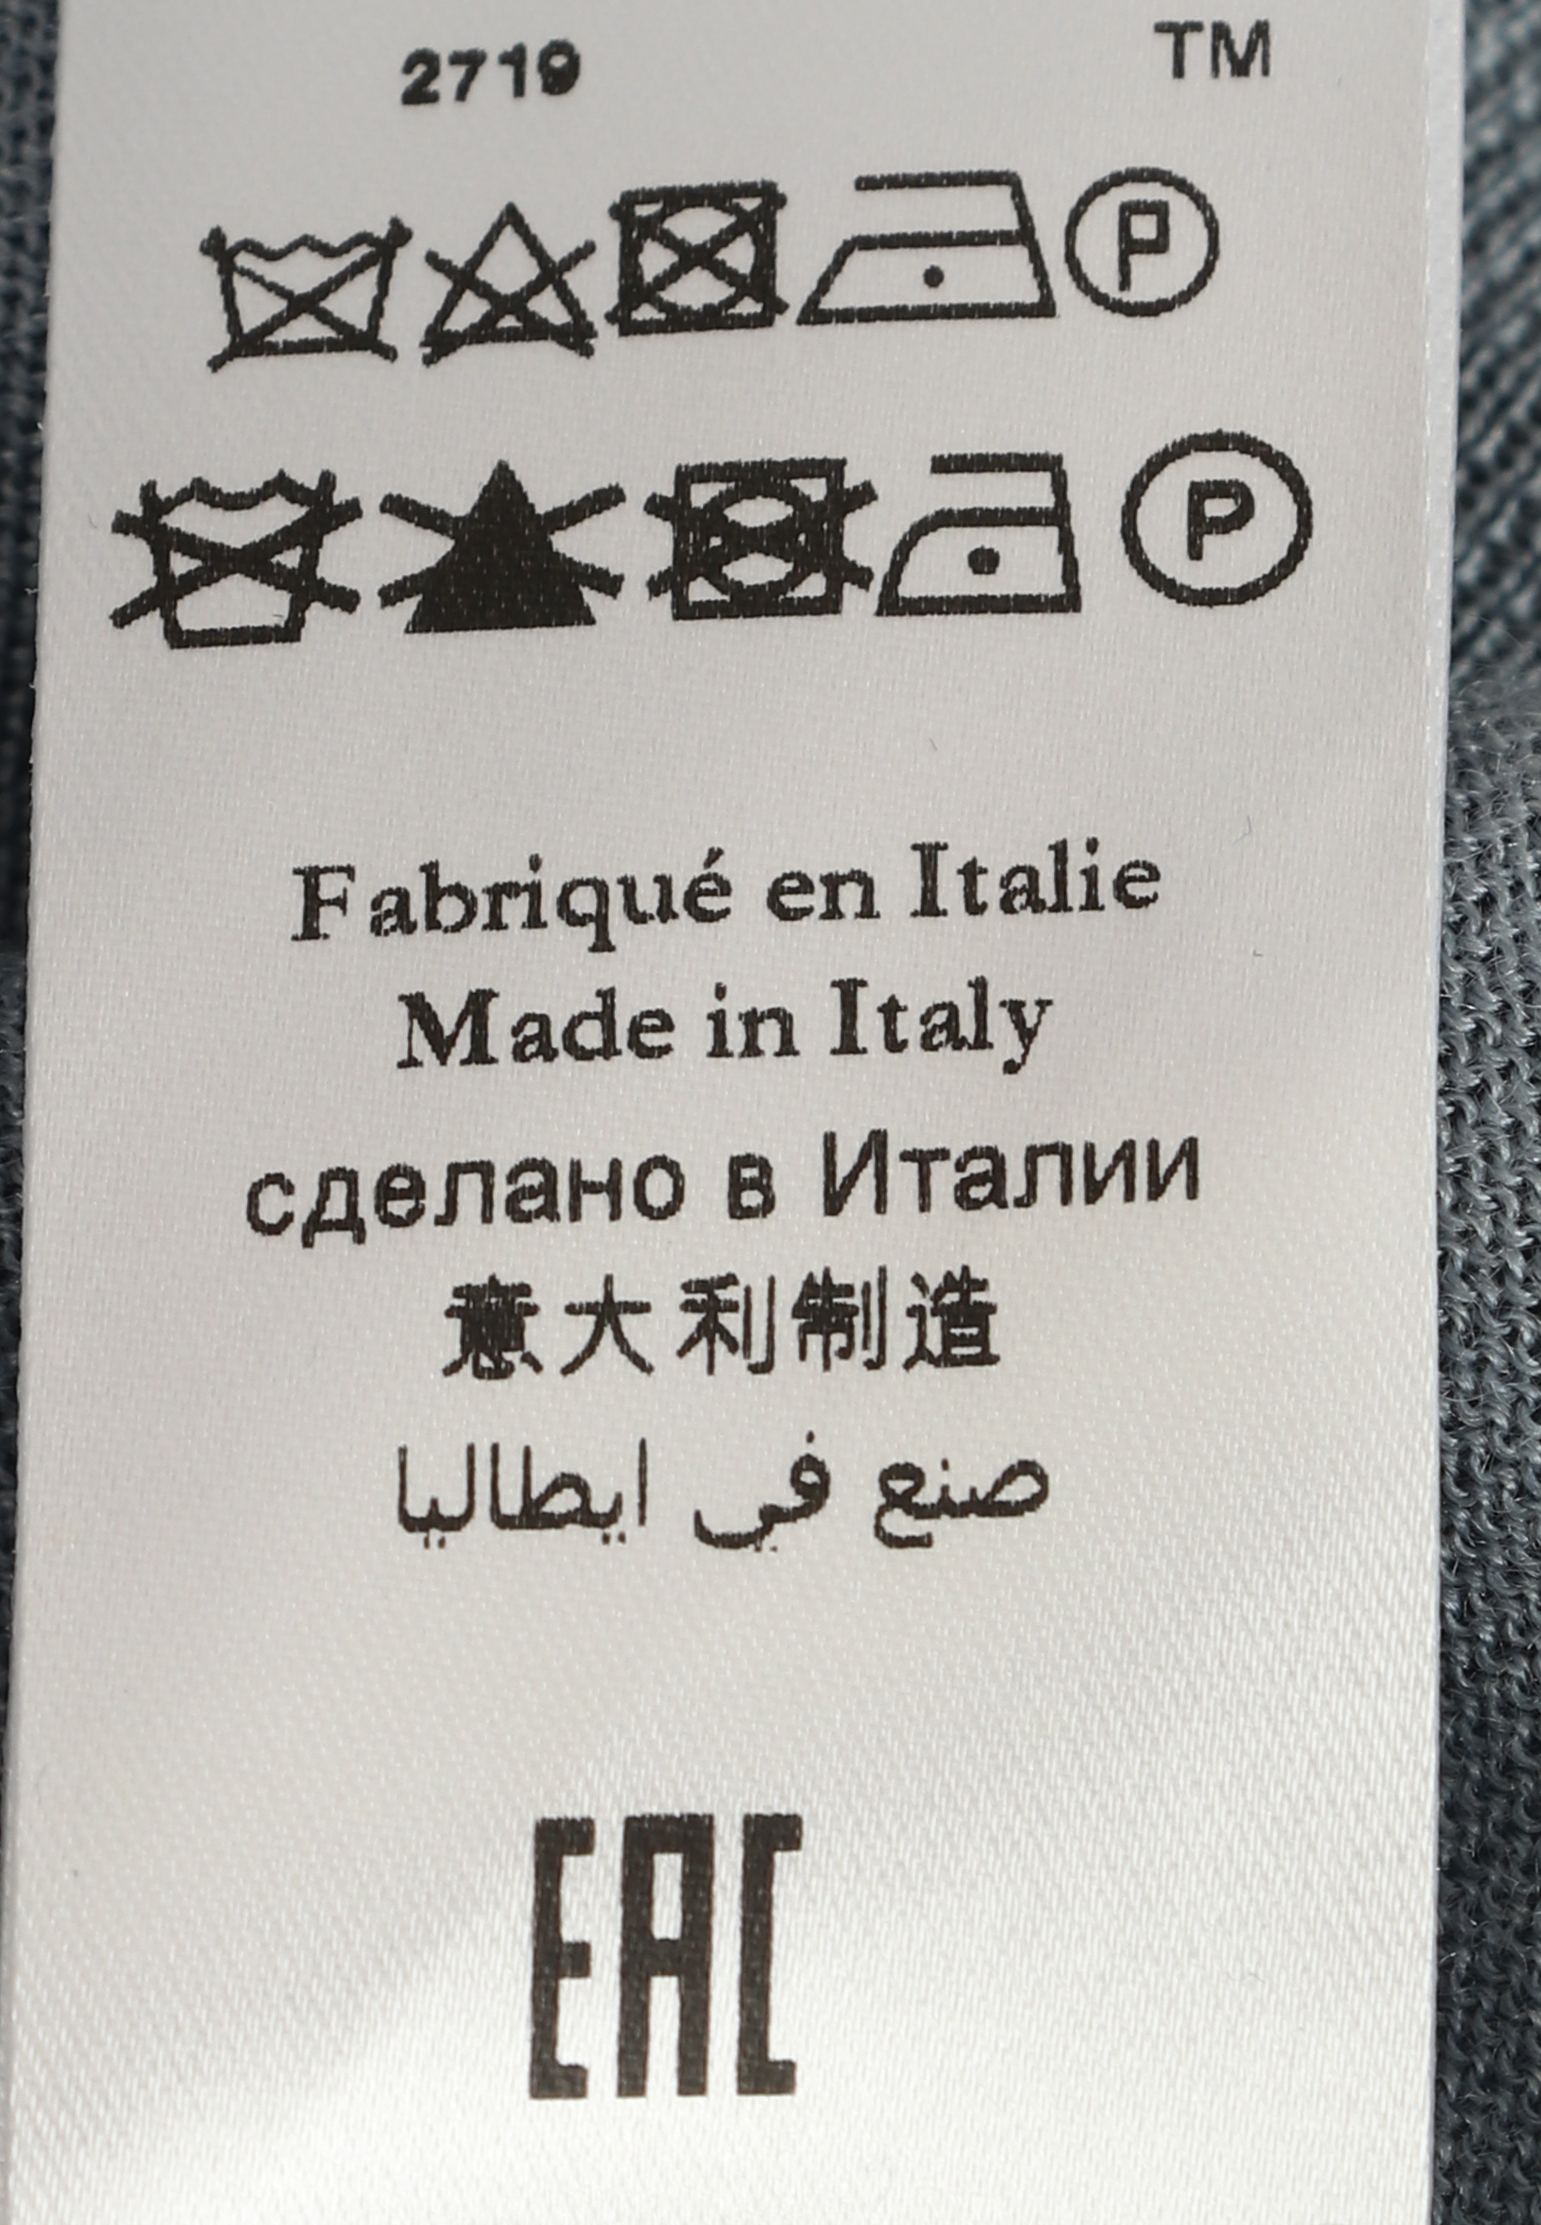 2719 TM
P
P
Fabriqué en Italie
Made in Italy
сделано в Италии
意大利制造
صنع في ايطاليا
EAC